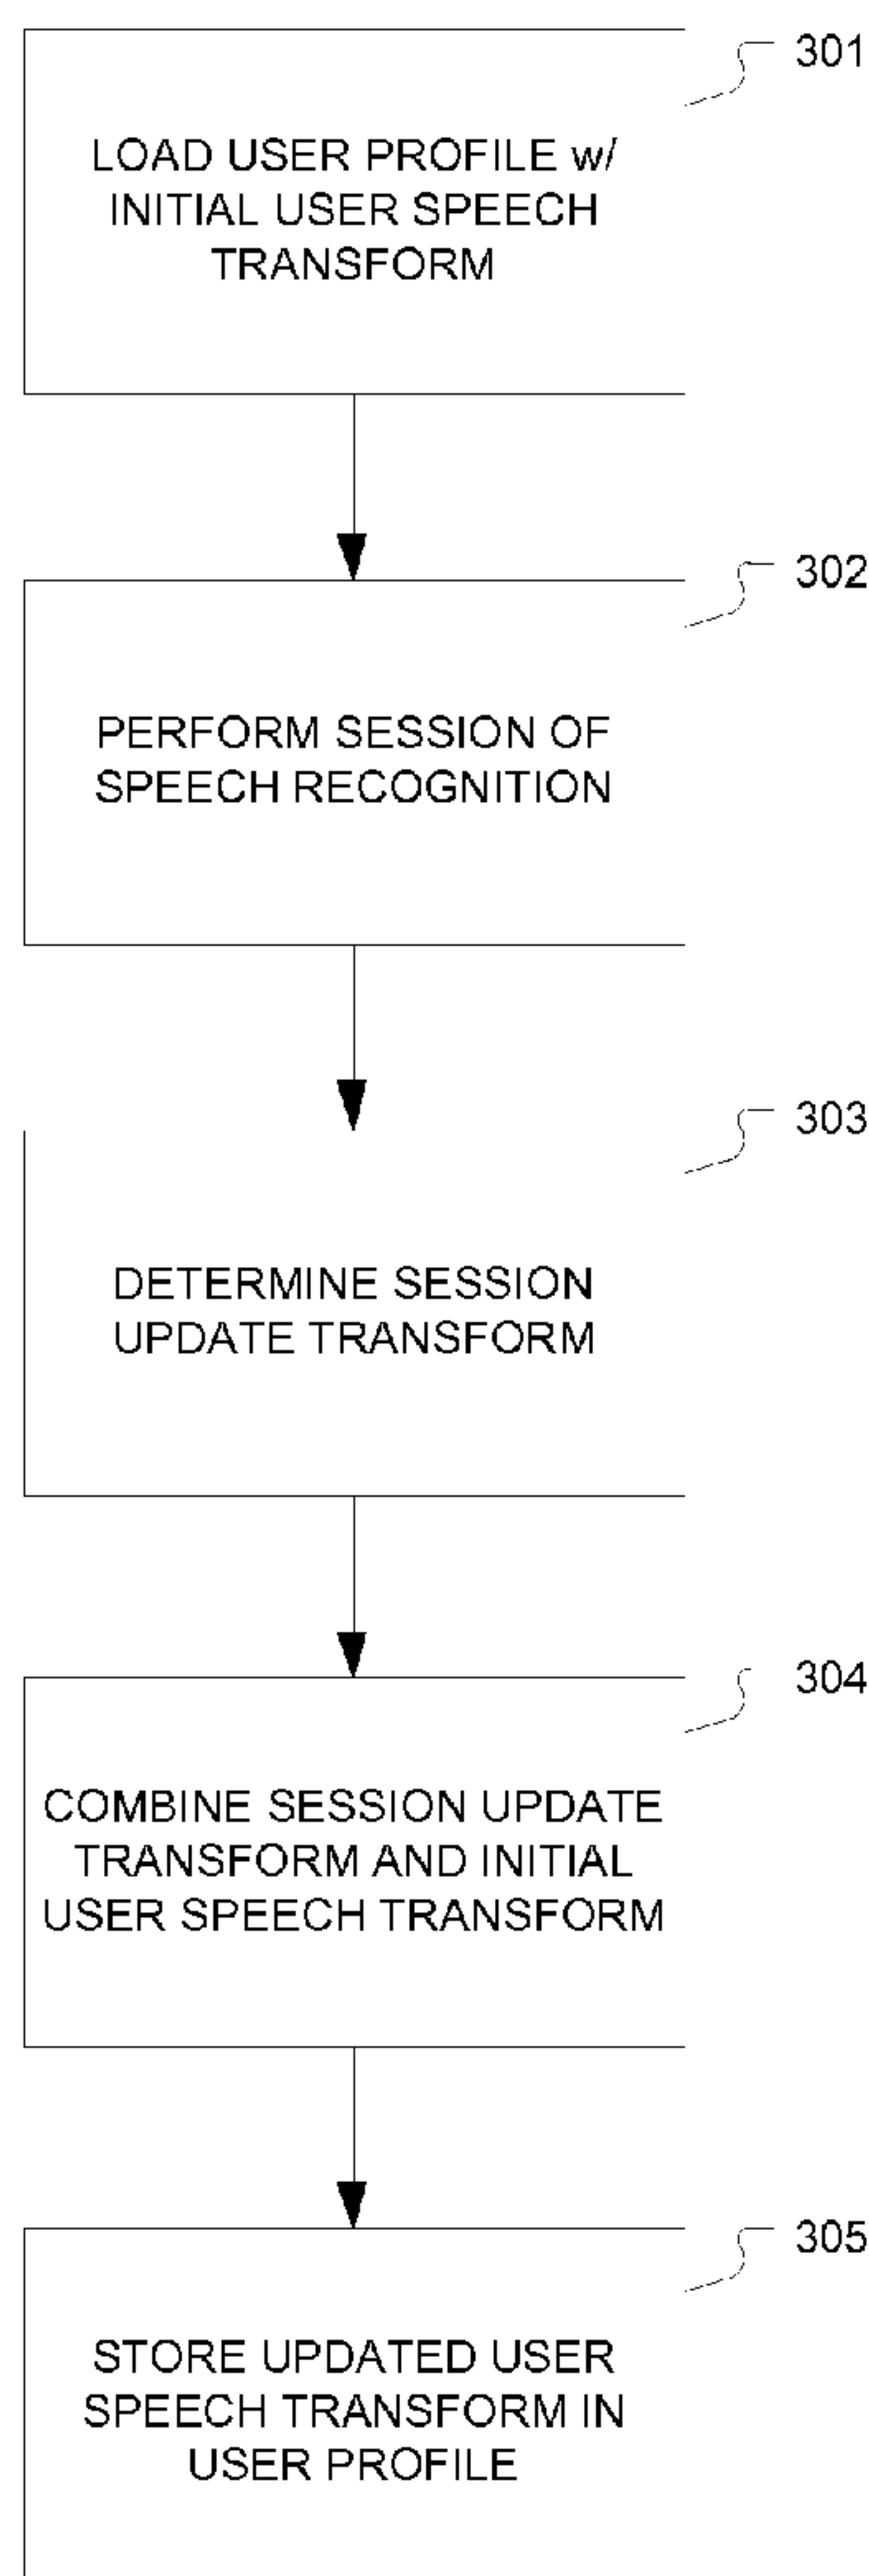 301
LOAD USER PROFILE w/
INITIAL USER SPEECH
TRANSFORM
302
PERFORM SESSION OF
SPEECH RECOGNITION
303
DETERMINE SESSION
UPDATE TRANSFORM
304
COMBINE SESSION UPDATE
TRANSFORM AND INITIAL
USER SPEECH TRANSFORM
305
STORE UPDATED USER
SPEECH TRANSFORM IN
USER PROFILE